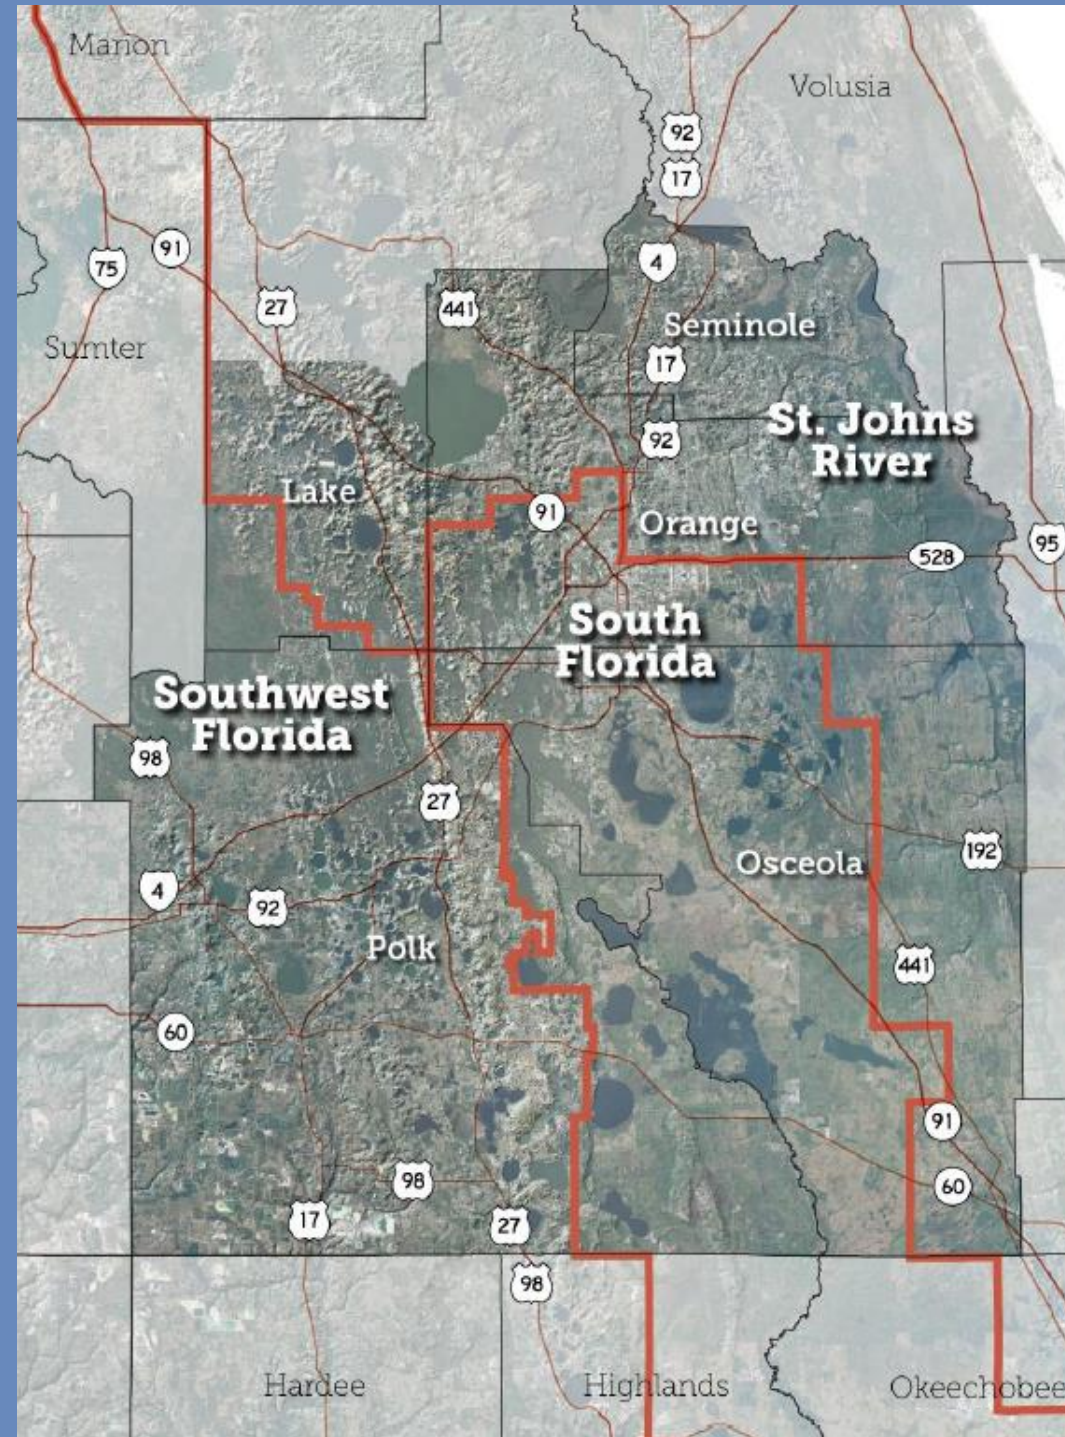 Marion
Volusia
92
17
91
75
4
27
441
Seminole
Sumter
17
St. Johns
River
92
Lake
91
Orange
95
528
South
Florida
Southwest
Florida
98
27
192
Osceola
4
92
Polk
441
60
91
98
60
17
27
98
Hardee
Highlands
Okeechobee